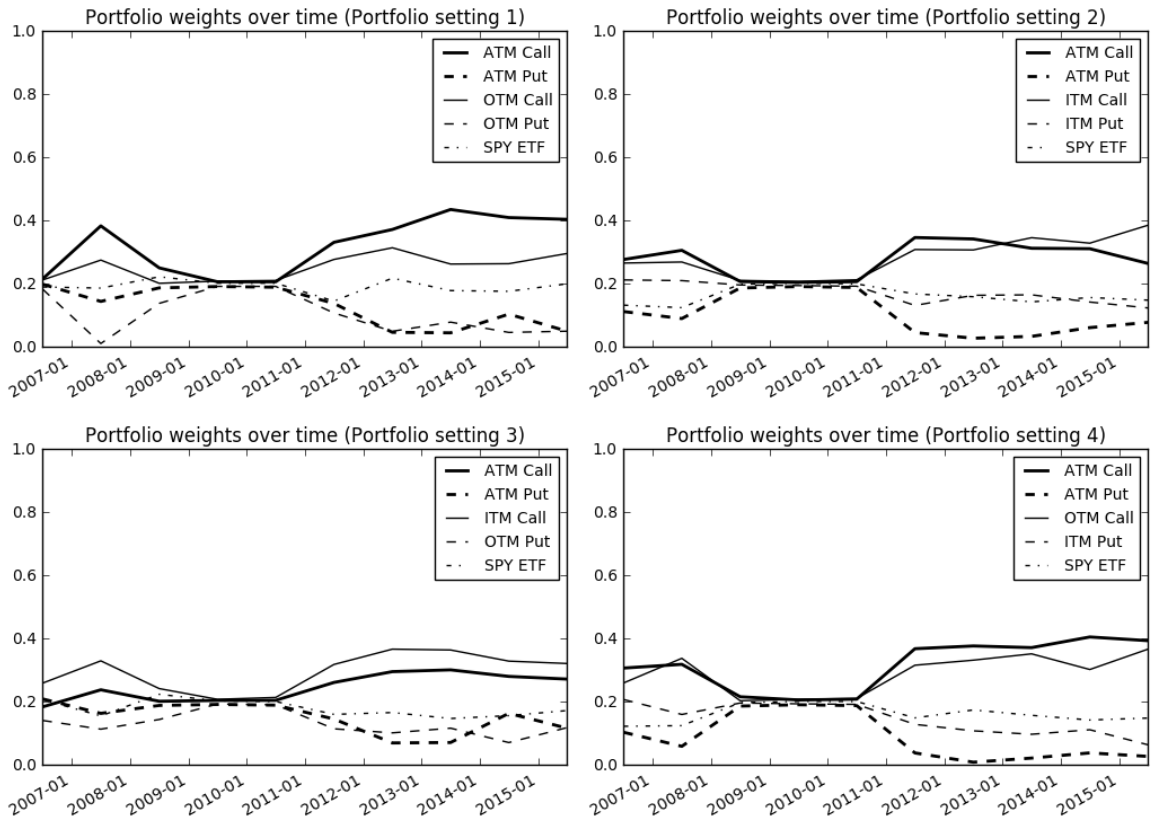 Portfolio weights over time (Portfolio setting 1)
1.0
0.8
0.6
0.4
0.2
0.0
ATM Call
ATM Put
OTM Call
OTM Put
SPY ETF
2007-01
2008-01
2009-01
2010-01
2011-01
2012-01
2013-01
2014-01
2015-01
Portfolio weights over time (Portfolio setting 2)
1.0
0.8
0.6
0.4
0.2
0.0
ATM Call
ATM Put
ITM Call
ITM Put
SPY ETF
2007-01
2008-01
2009-01
2010-01
2011-01
2012-01
2013-01
2014-01
2015-01
Portfolio weights over time (Portfolio setting 3)
1.0
0.8
0.6
0.4
0.2
0.0
ATM Call
ATM Put
ITM Call
OTM Put
SPY ETF
2007-01
2008-01
2009-01
2010-01
2011-01
2012-01
2013-01
2014-01
2015-01
Portfolio weights over time (Portfolio setting 4)
1.0
0.8
0.6
0.4
0.2
0.0
ATM Call
ATM Put
OTM Call
ITM Put
SPY ETF
2007-01
2008-01
2009-01
2010-01
2011-01
2012-01
2013-01
2014-01
2015-01